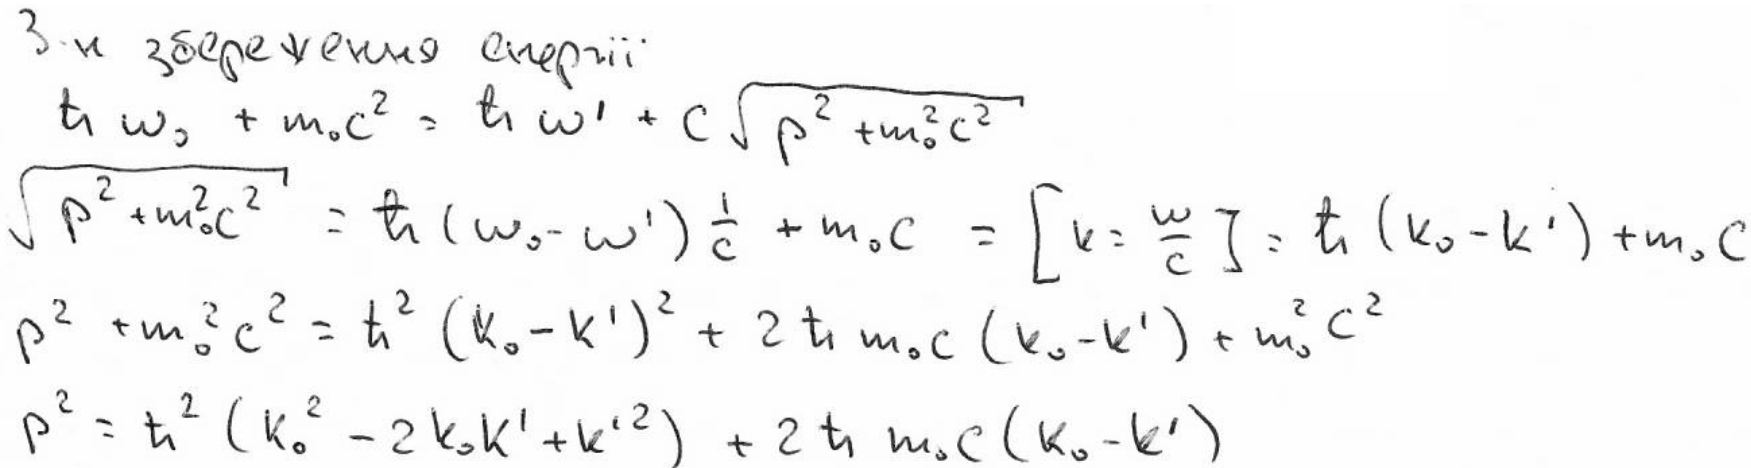 З-н збереження енергії:
ħω₀ + m₀c² = ħω' + c√(p² + m₀²c²)
√(p² + m₀²c²) = ħ(ω₀ - ω')1/c + m₀c = [k = ω/c] = ħ(k₀ - k') + m₀c
p² + m₀²c² = ħ²(k₀ - k')² + 2ħm₀c(k₀ - k') + m₀²c²
p² = ħ²(k₀² - 2k₀k' + k'²) + 2ħm₀c(k₀ - k')